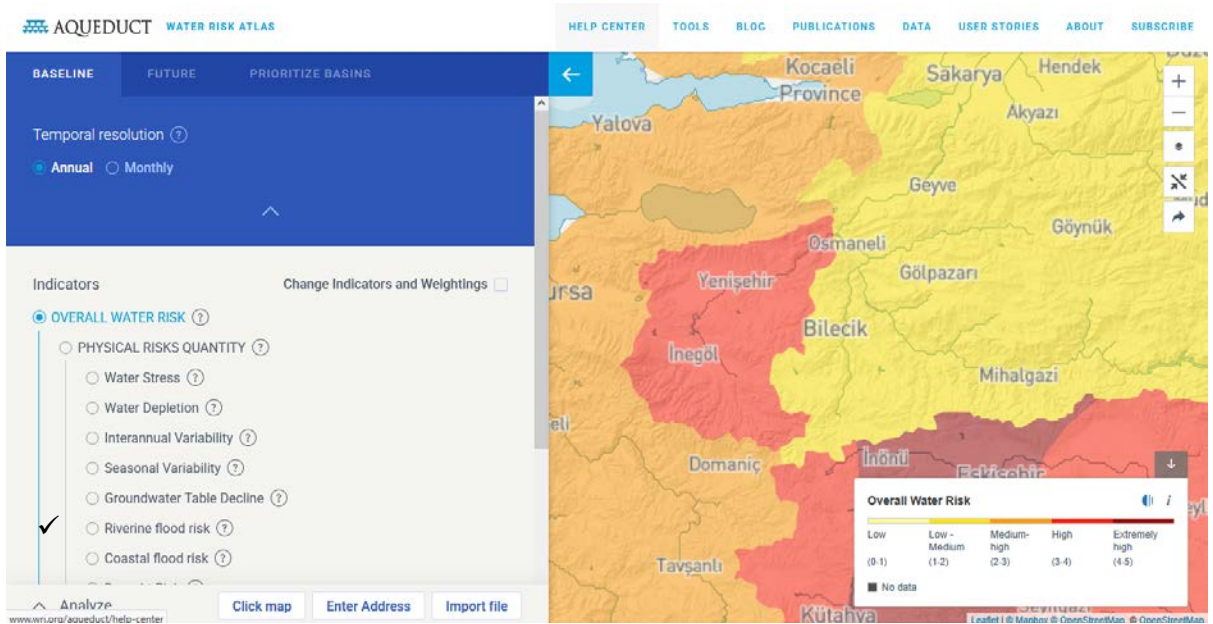 AQUEDUCT WATER RISK ATLAS
HELP CENTER TOOLS BLOG PUBLICATIONS DATA USER STORIES ABOUT SUBSCRIBE
BASELINE FUTURE PRIORITIZE BASINS
Temporal resolution ?
Annual Monthly
Indicators Change Indicators and Weightings
OVERALL WATER RISK ?
PHYSICAL RISKS QUANTITY ?
Water Stress ?
Water Depletion ?
Interannual Variability ?
Seasonal Variability ?
Groundwater Table Decline ?
Riverine flood risk ?
Coastal flood risk ?
Analyze Click map Enter Address Import file
www.wri.org/aqueduct/help-center
Kocaeli
Province
Sakarya
Hendek
Akyazı
Yalova
Geyve
Göynük
Osmaneli
Gölpazarı
Yenişehir
ursa
Bilecik
İnegöl
Mihalgazi
eli
Domaniç
İnönü
Eskişehir
Tavşanlı
Kütahya
+
−
Overall Water Risk i
Low Low - Medium Medium-high High Extremely high
(0-1) (1-2) (2-3) (3-4) (4-5)
No data
Leaflet | © Mapbox © OpenStreetMap, © OpenStreetMap